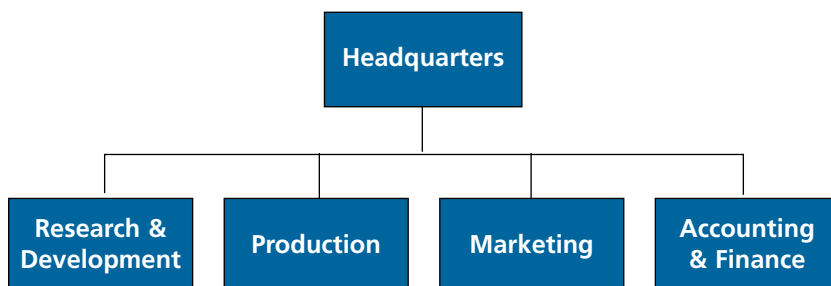 Headquarters
Research &
Development
Production
Marketing
Accounting
& Finance